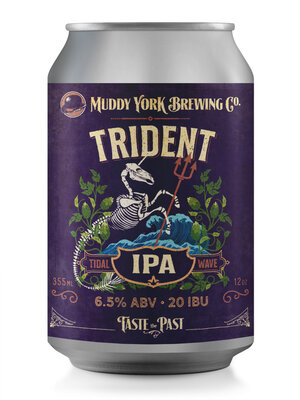 MUDDY YORK BREWING CO.
TRIDENT
TIDAL WAVE
IPA
355ML
12OZ
6.5% ABV • 20 IBU
TASTE THE PAST